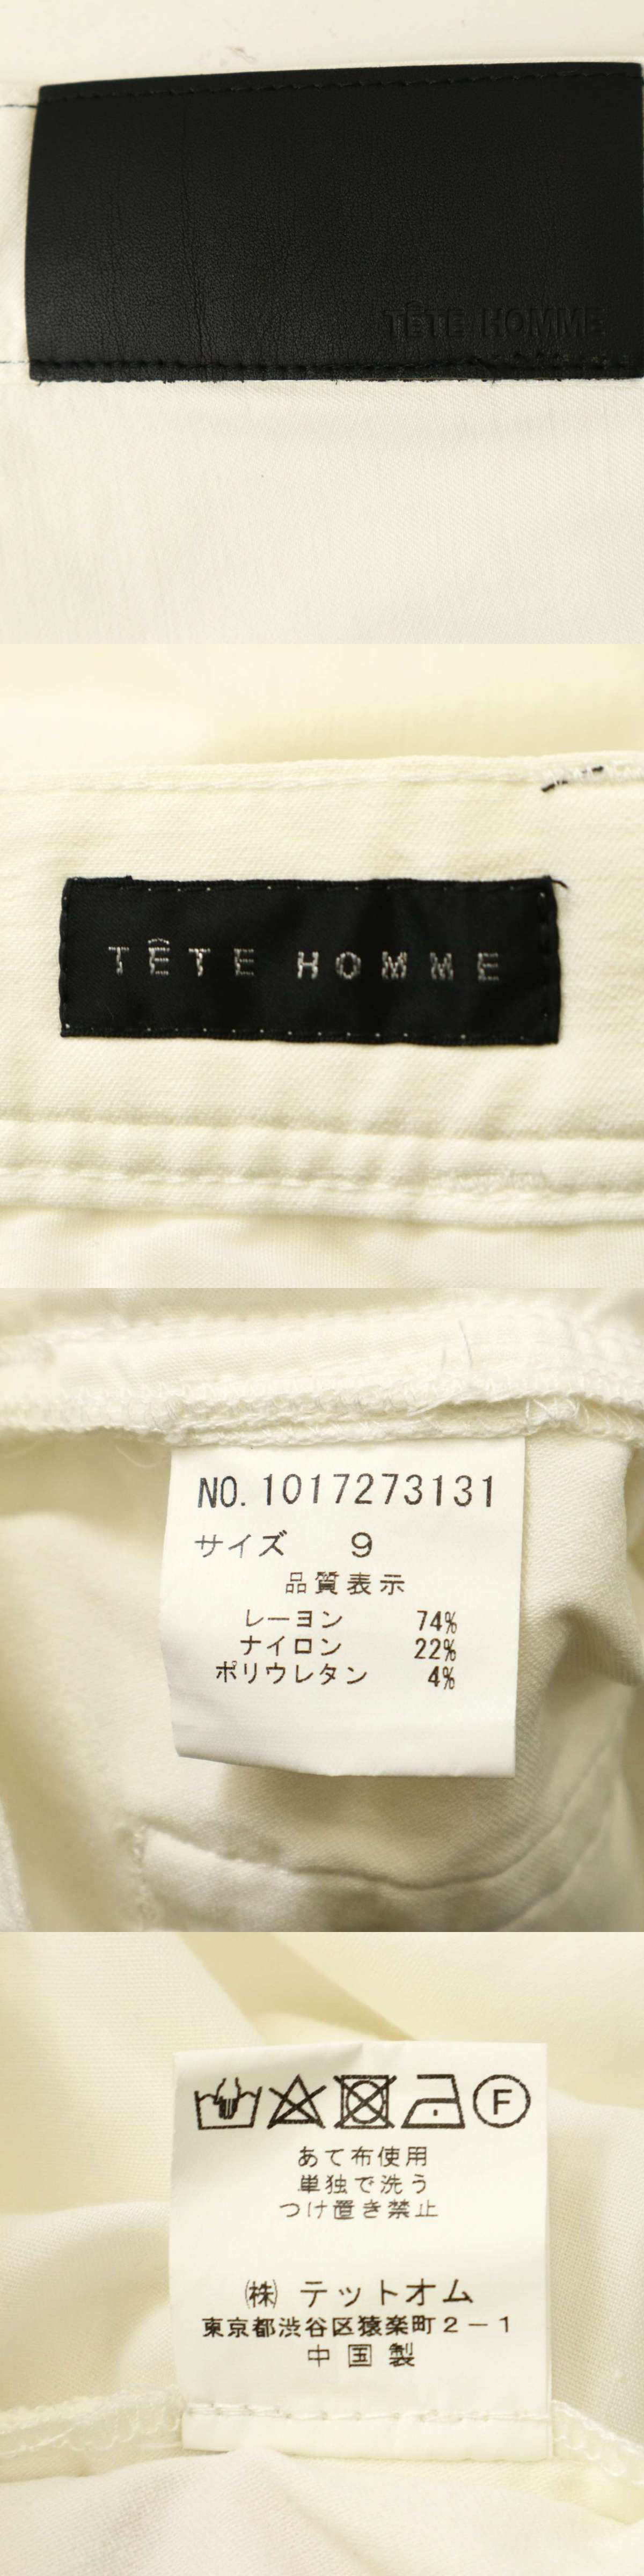 TÊTE HOMME
TÊTE HOMME
NO. 1017273131
サイズ 9
品質表示
レーヨン 74%
ナイロン 22%
ポリウレタン 4%
F
あて布使用
単独で洗う
つけ置き禁止
㈱ テットオム
東京都渋谷区猿楽町2-1
中国製